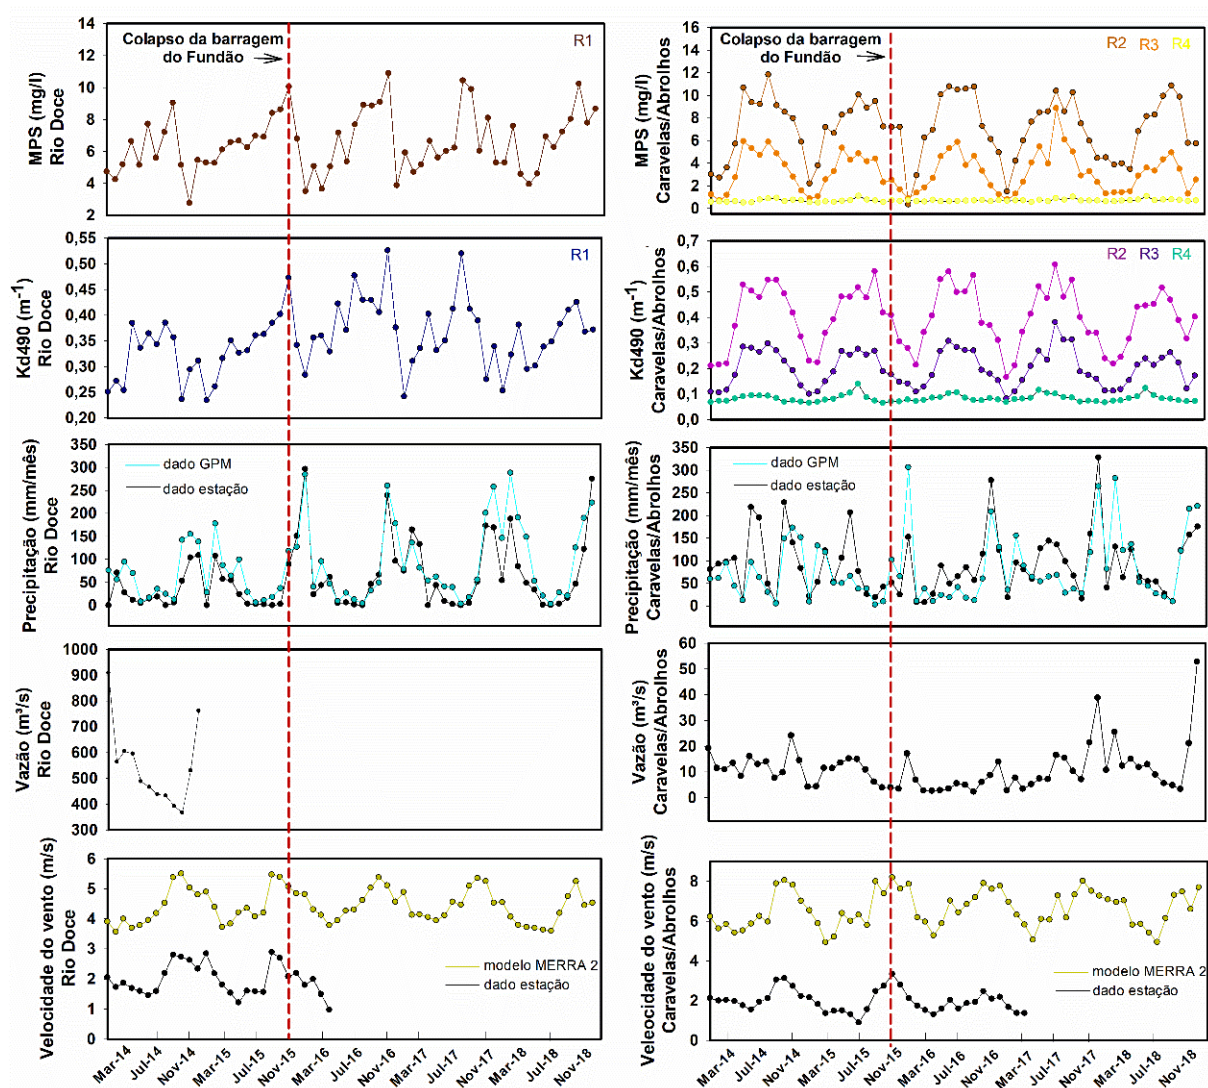 MPS (mg/l)
Rio Doce
14
12
10
8
6
4
2
Colapso da barragem
do Fundão
R1
MPS (mg/l)
Caravelas/Abrolhos
16
14
12
10
8
6
4
2
0
Colapso da barragem
do Fundão
R2 R3 R4
Kd490 (m⁻¹)
Rio Doce
0,55
0,50
0,45
0,40
0,35
0,30
0,25
0,20
R1
Kd490 (m⁻¹)
Caravelas/Abrolhos
0,7
0,6
0,5
0,4
0,3
0,2
0,1
0,0
R2 R3 R4
Precipitação (mm/mês)
Rio Doce
350
300
250
200
150
100
50
0
dado GPM
dado estação
Precipitação (mm/mês)
Caravelas/Abrolhos
350
300
250
200
150
100
50
0
dado GPM
dado estação
Vazão (m³/s)
Rio Doce
1000
900
800
700
600
500
400
300
Vazão (m³/s)
Caravelas/Abrolhos
60
50
40
30
20
10
0
Velocidade do vento (m/s)
Rio Doce
6
5
4
3
2
1
0
modelo MERRA 2
dado estação
Veleocidade do vento (m/s)
Caravelas/Abrolhos
8
6
4
2
0
modelo MERRA 2
dado estação
Mar-14 Jul-14 Nov-14 Mar-15 Jul-15 Nov-15 Mar-16 Jul-16 Nov-16 Mar-17 Jul-17 Nov-17 Mar-18 Jul-18 Nov-18
Mar-14 Jul-14 Nov-14 Mar-15 Jul-15 Nov-15 Mar-16 Jul-16 Nov-16 Mar-17 Jul-17 Nov-17 Mar-18 Jul-18 Nov-18